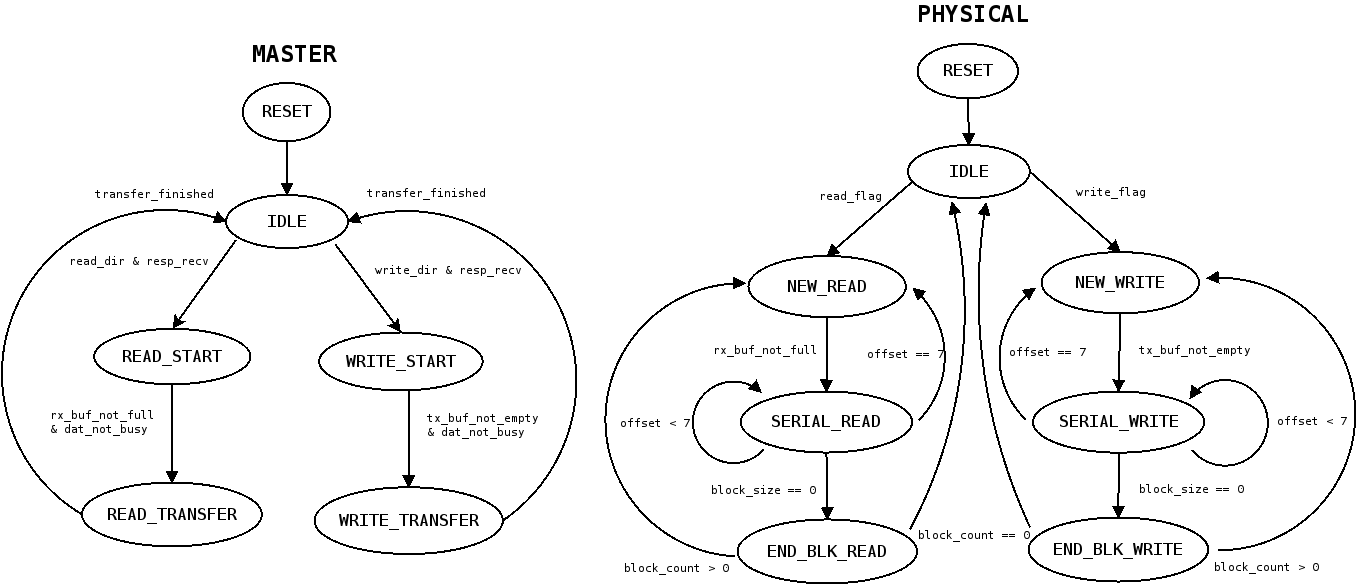 MASTER
RESET
transfer_finished
transfer_finished
IDLE
read_dir & resp_recv
write_dir & resp_recv
READ_START
WRITE_START
rx_buf_not_full
& dat_not_busy
tx_buf_not_empty
& dat_not_busy
READ_TRANSFER
WRITE_TRANSFER
PHYSICAL
RESET
IDLE
read_flag
write_flag
NEW_READ
NEW_WRITE
rx_buf_not_full
offset == 7
offset == 7
tx_buf_not_empty
offset < 7
SERIAL_READ
SERIAL_WRITE
offset < 7
block_size == 0
block_size == 0
block_count == 0
END_BLK_READ
END_BLK_WRITE
block_count > 0
block_count > 0